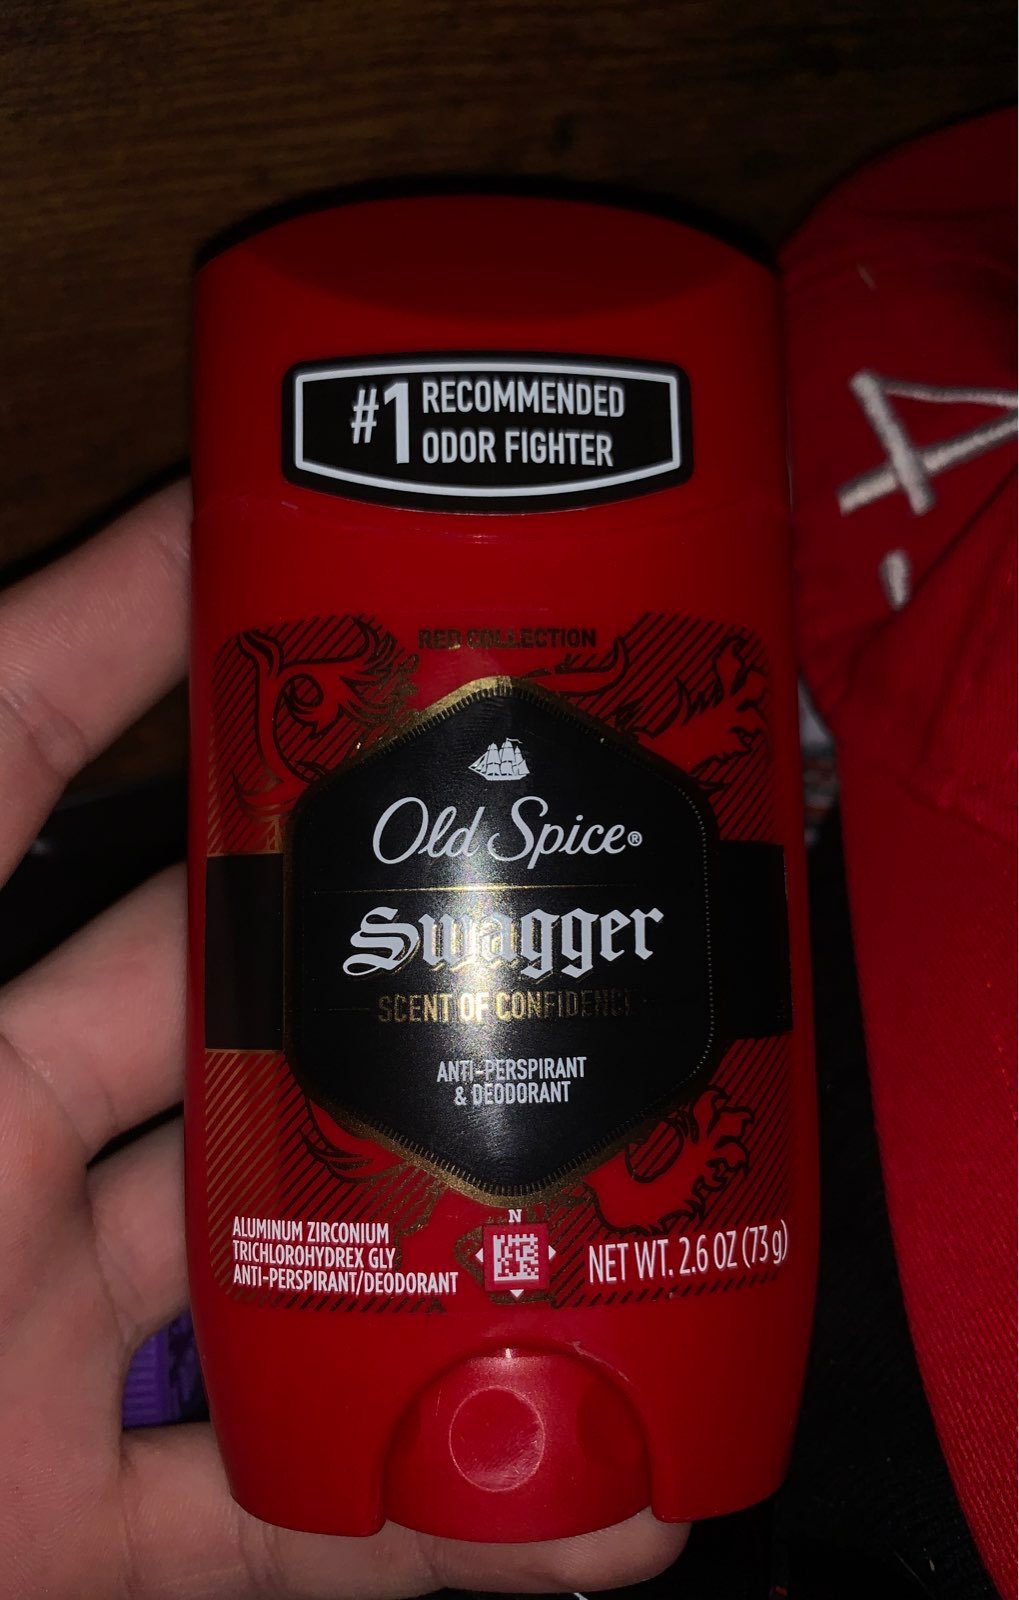 #1 RECOMMENDED
ODOR FIGHTER
RED COLLECTION
Old Spice®
Swagger
SCENT OF CONFIDENCE
ANTI-PERSPIRANT
& DEODORANT
N
ALUMINUM ZIRCONIUM
TRICHLOROHYDREX GLY
ANTI-PERSPIRANT/DEODORANT
NET WT. 2.6 OZ (73 g)